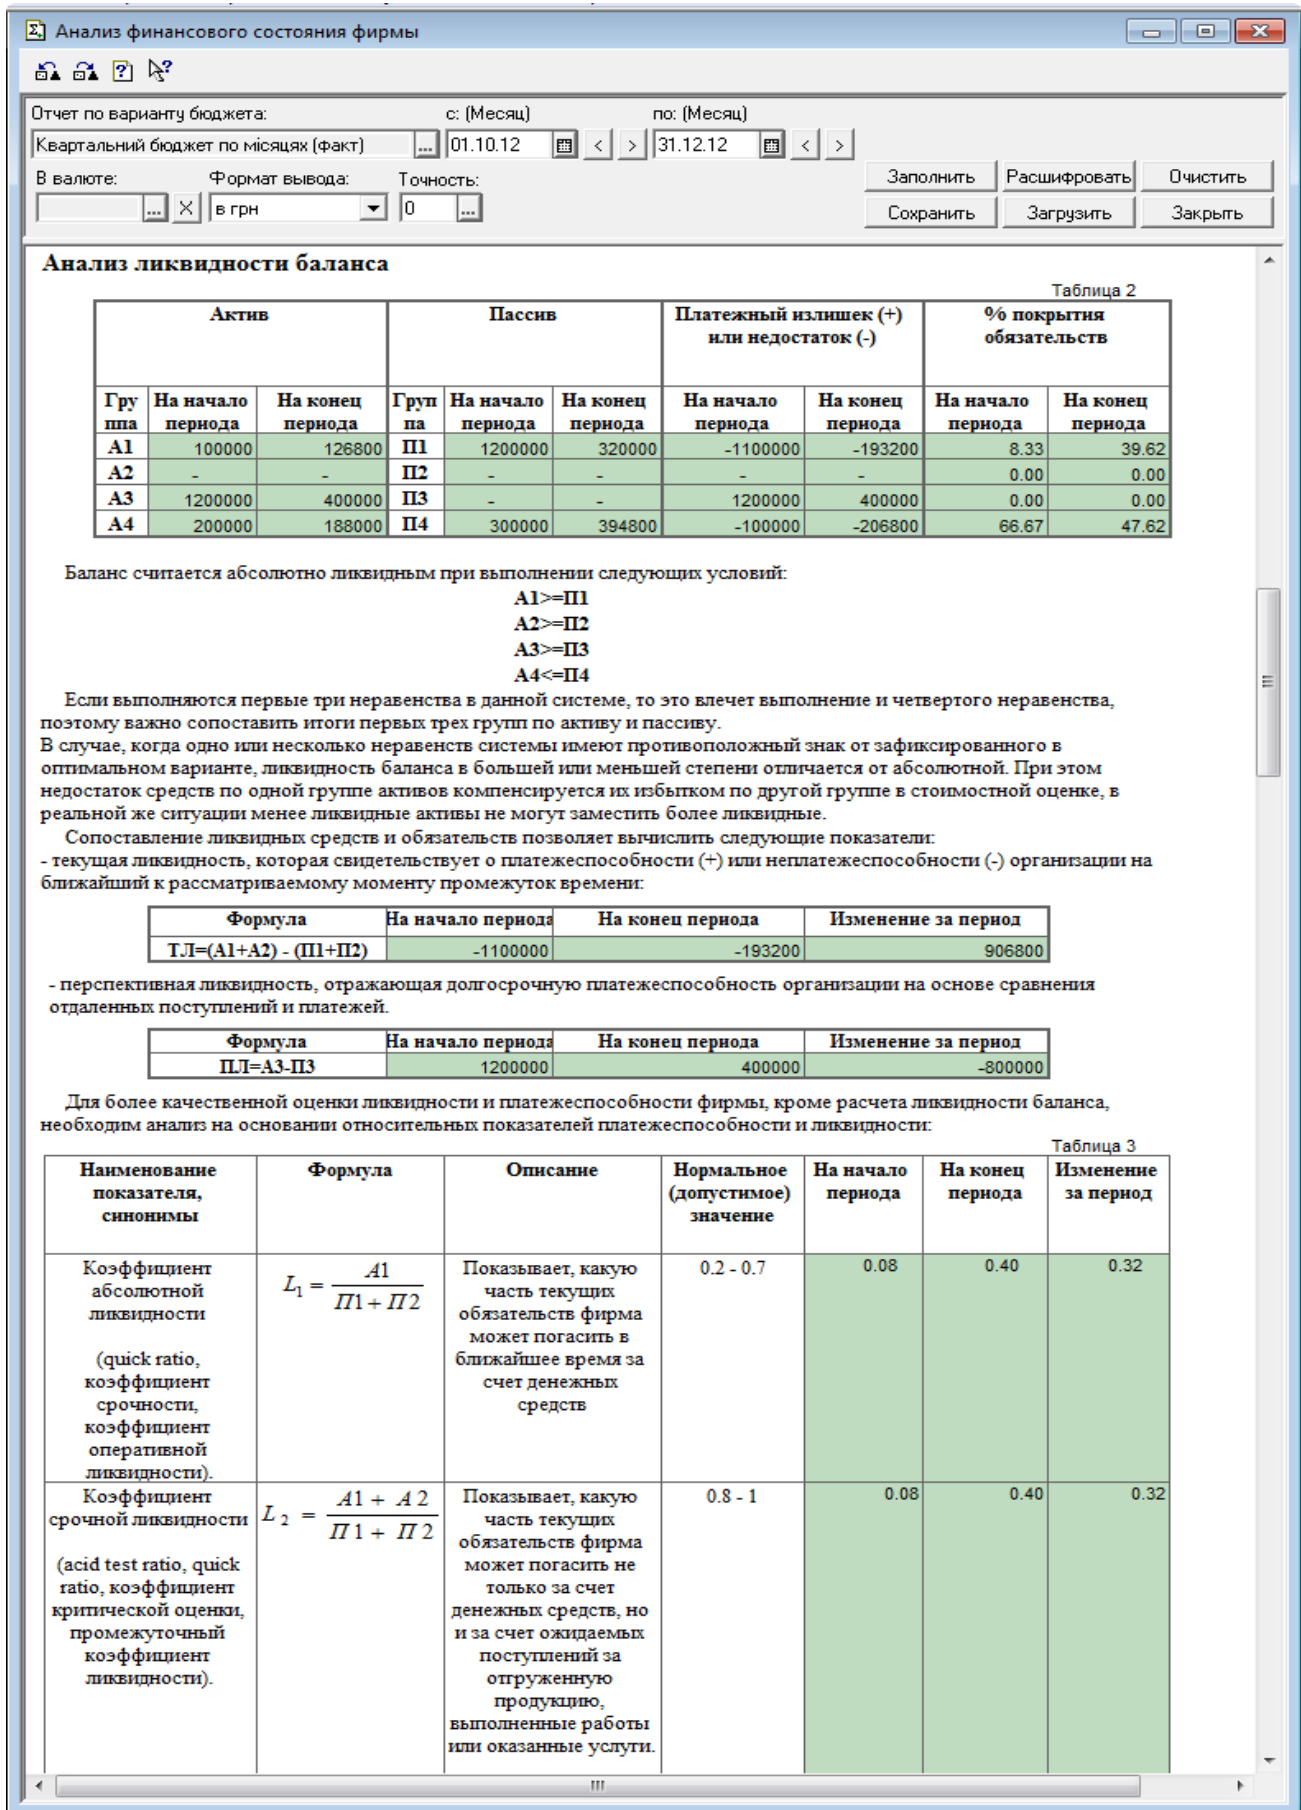 Анализ финансового состояния фирмы
Отчет по варианту бюджета: с: (Месяц) по: (Месяц)
Квартальний бюджет по місяцях (факт) ... 01.10.12 < > 31.12.12 < >
В валюте: Формат вывода: Точность:
... X в грн 0 ...
Заполнить Расшифровать Очистить
Сохранить Загрузить Закрыть
Анализ ликвидности баланса
Таблица 2
Актив Пассив Платежный излишек (+) % покрытия
или недостаток (-) обязательств
Гру На начало На конец Груп На начало На конец На начало На конец На начало На конец
ппа периода периода па периода периода периода периода периода периода
А1 100000 126800 П1 1200000 320000 -1100000 -193200 8.33 39.62
А2 - - П2 - - - - 0.00 0.00
А3 1200000 400000 П3 - - 1200000 400000 0.00 0.00
А4 200000 188000 П4 300000 394800 -100000 -206800 66.67 47.62
Баланс считается абсолютно ликвидным при выполнении следующих условий:
А1>=П1
А2>=П2
А3>=П3
А4<=П4
Если выполняются первые три неравенства в данной системе, то это влечет выполнение и четвертого неравенства,
поэтому важно сопоставить итоги первых трех групп по активу и пассиву.
В случае, когда одно или несколько неравенств системы имеют противоположный знак от зафиксированного в
оптимальном варианте, ликвидность баланса в большей или меньшей степени отличается от абсолютной. При этом
недостаток средств по одной группе активов компенсируется их избытком по другой группе в стоимостной оценке, в
реальной же ситуации менее ликвидные активы не могут заместить более ликвидные.
Сопоставление ликвидных средств и обязательств позволяет вычислить следующие показатели:
- текущая ликвидность, которая свидетельствует о платежеспособности (+) или неплатежеспособности (-) организации на
ближайший к рассматриваемому моменту промежуток времени:
Формула На начало периода На конец периода Изменение за период
ТЛ=(А1+А2) - (П1+П2) -1100000 -193200 906800
- перспективная ликвидность, отражающая долгосрочную платежеспособность организации на основе сравнения
отдаленных поступлений и платежей.
Формула На начало периода На конец периода Изменение за период
ПЛ=А3-П3 1200000 400000 -800000
Для более качественной оценки ликвидности и платежеспособности фирмы, кроме расчета ликвидности баланса,
необходим анализ на основании относительных показателей платежеспособности и ликвидности:
Таблица 3
Наименование Формула Описание Нормальное На начало На конец Изменение
показателя, (допустимое) периода периода за период
синонимы значение
Коэффициент
абсолютной
ликвидности
(quick ratio,
коэффициент
срочности,
коэффициент
оперативной
ликвидности).
L1 = А1 / П1 + П2
Показывает, какую
часть текущих
обязательств фирма
может погасить в
ближайшее время за
счет денежных
средств
0.2 - 0.7 0.08 0.40 0.32
Коэффициент
срочной ликвидности
(acid test ratio, quick
ratio, коэффициент
критической оценки,
промежуточный
коэффициент
ликвидности).
L 2 = А1 + А 2 / П 1 + П 2
Показывает, какую
часть текущих
обязательств фирма
может погасить не
только за счет
денежных средств, но
и за счет ожидаемых
поступлений за
отгруженную
продукцию,
выполненные работы
или оказанные услуги.
0.8 - 1 0.08 0.40 0.32